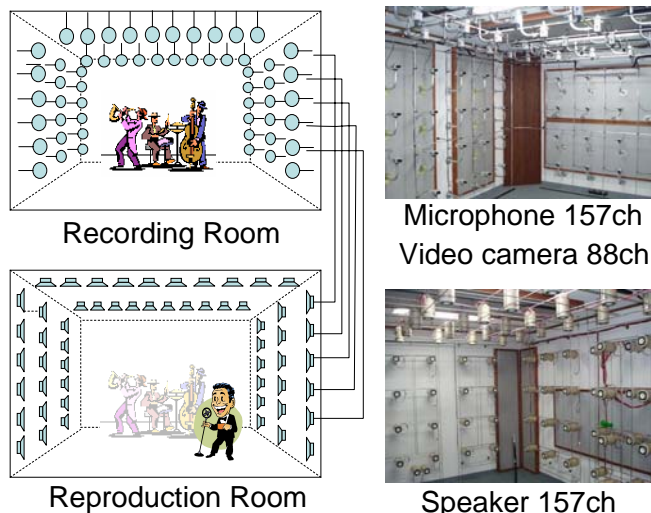 Recording Room
Microphone 157ch
Video camera 88ch
Reproduction Room
Speaker 157ch